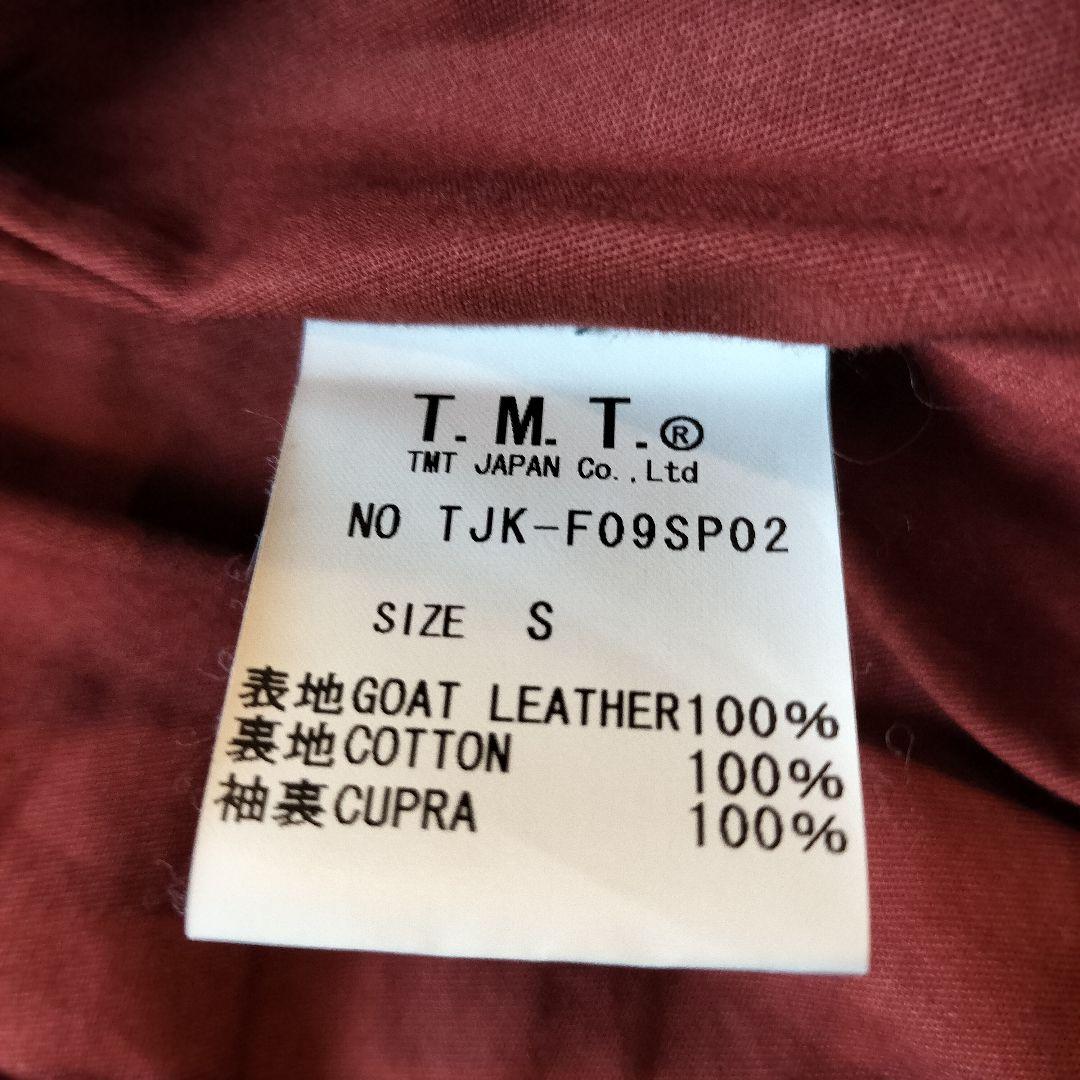 T.M.T.®
TMT JAPAN Co.,Ltd
NO TJK-F09SP02
SIZE S
表地GOAT LEATHER100%
裏地COTTON 100%
袖裏CUPRA 100%